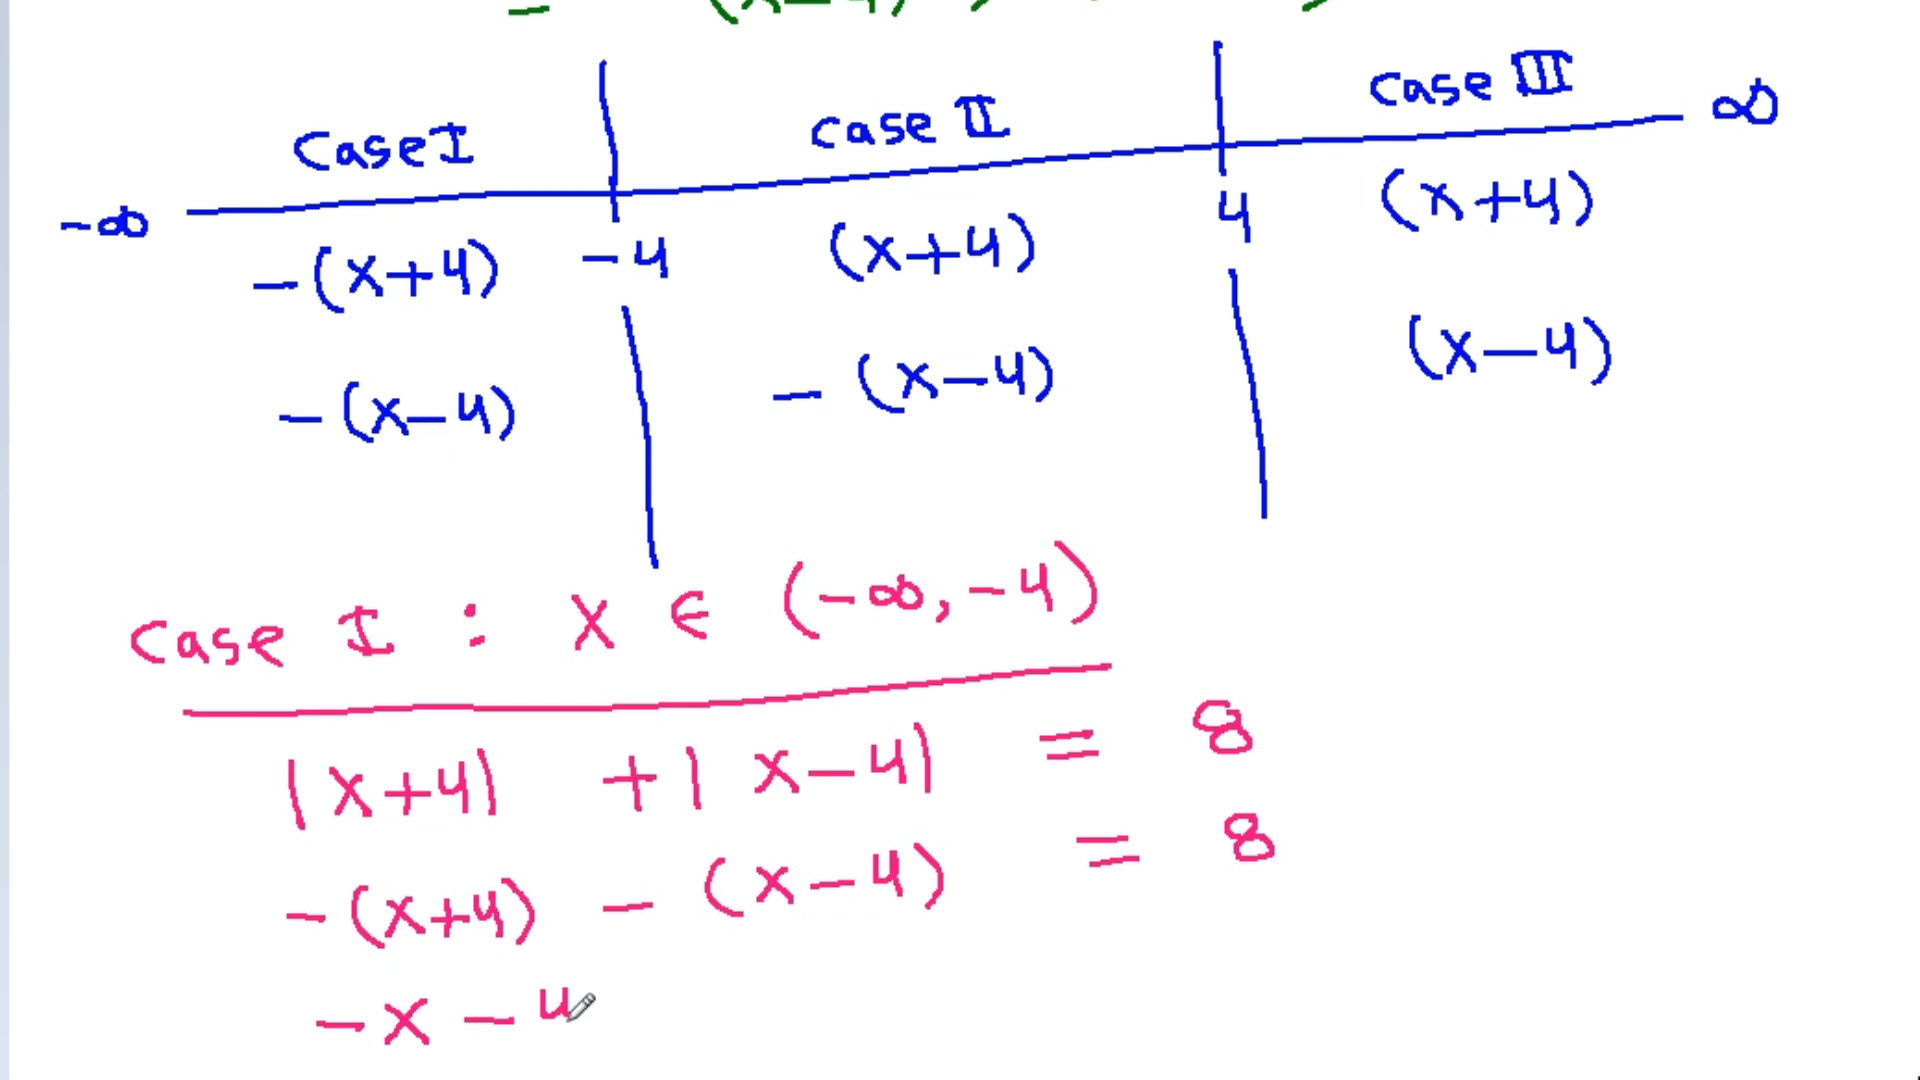 = (x-4), ,
Case I Case II Case III
-∞ -4 4 ∞
-(x+4) (x+4) (x+4)
-(x-4) -(x-4) (x-4)
Case I : X ∈ (-∞,-4)
|x+4| +| x-4| = 8
-(x+4) - (x-4) = 8
-x-4